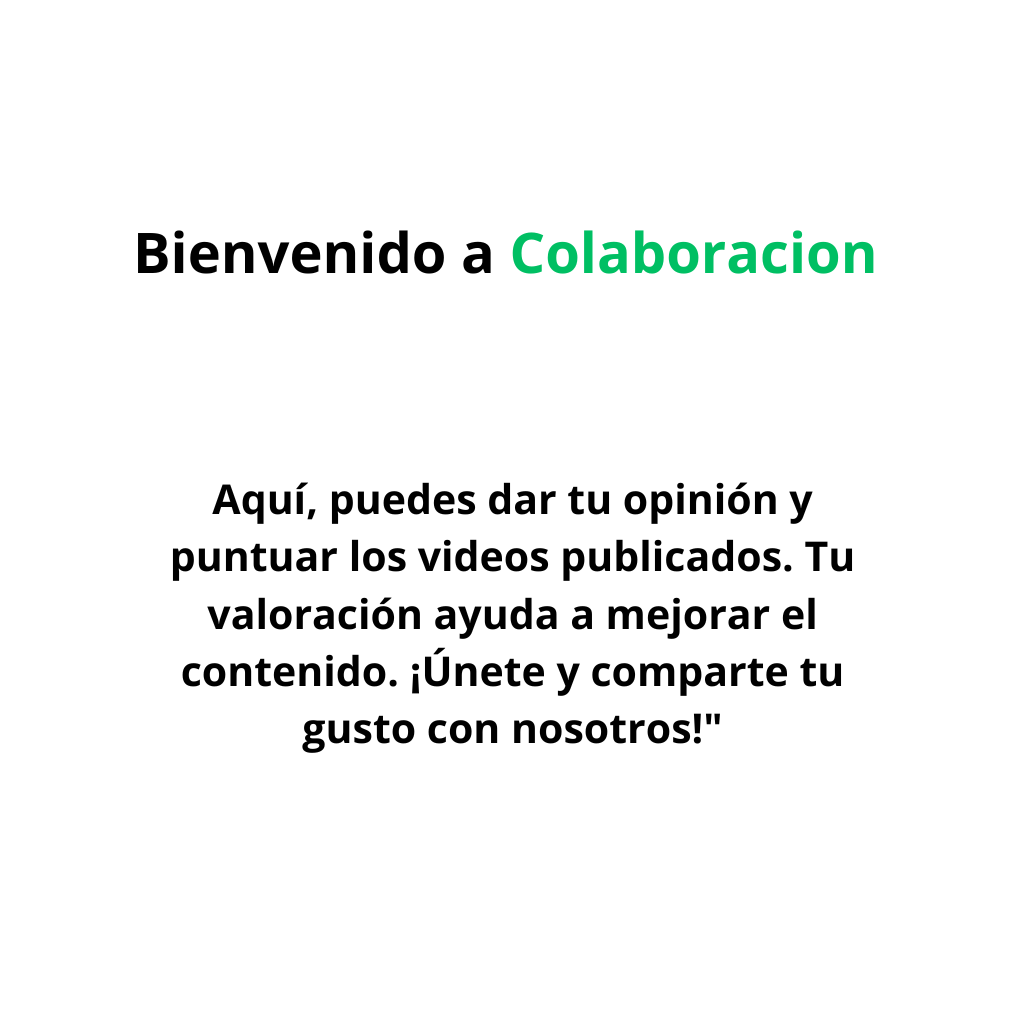 Bienvenido a Colaboracion
Aquí, puedes dar tu opinión y
puntuar los videos publicados. Tu
valoración ayuda a mejorar el
contenido. ¡Únete y comparte tu
gusto con nosotros!"